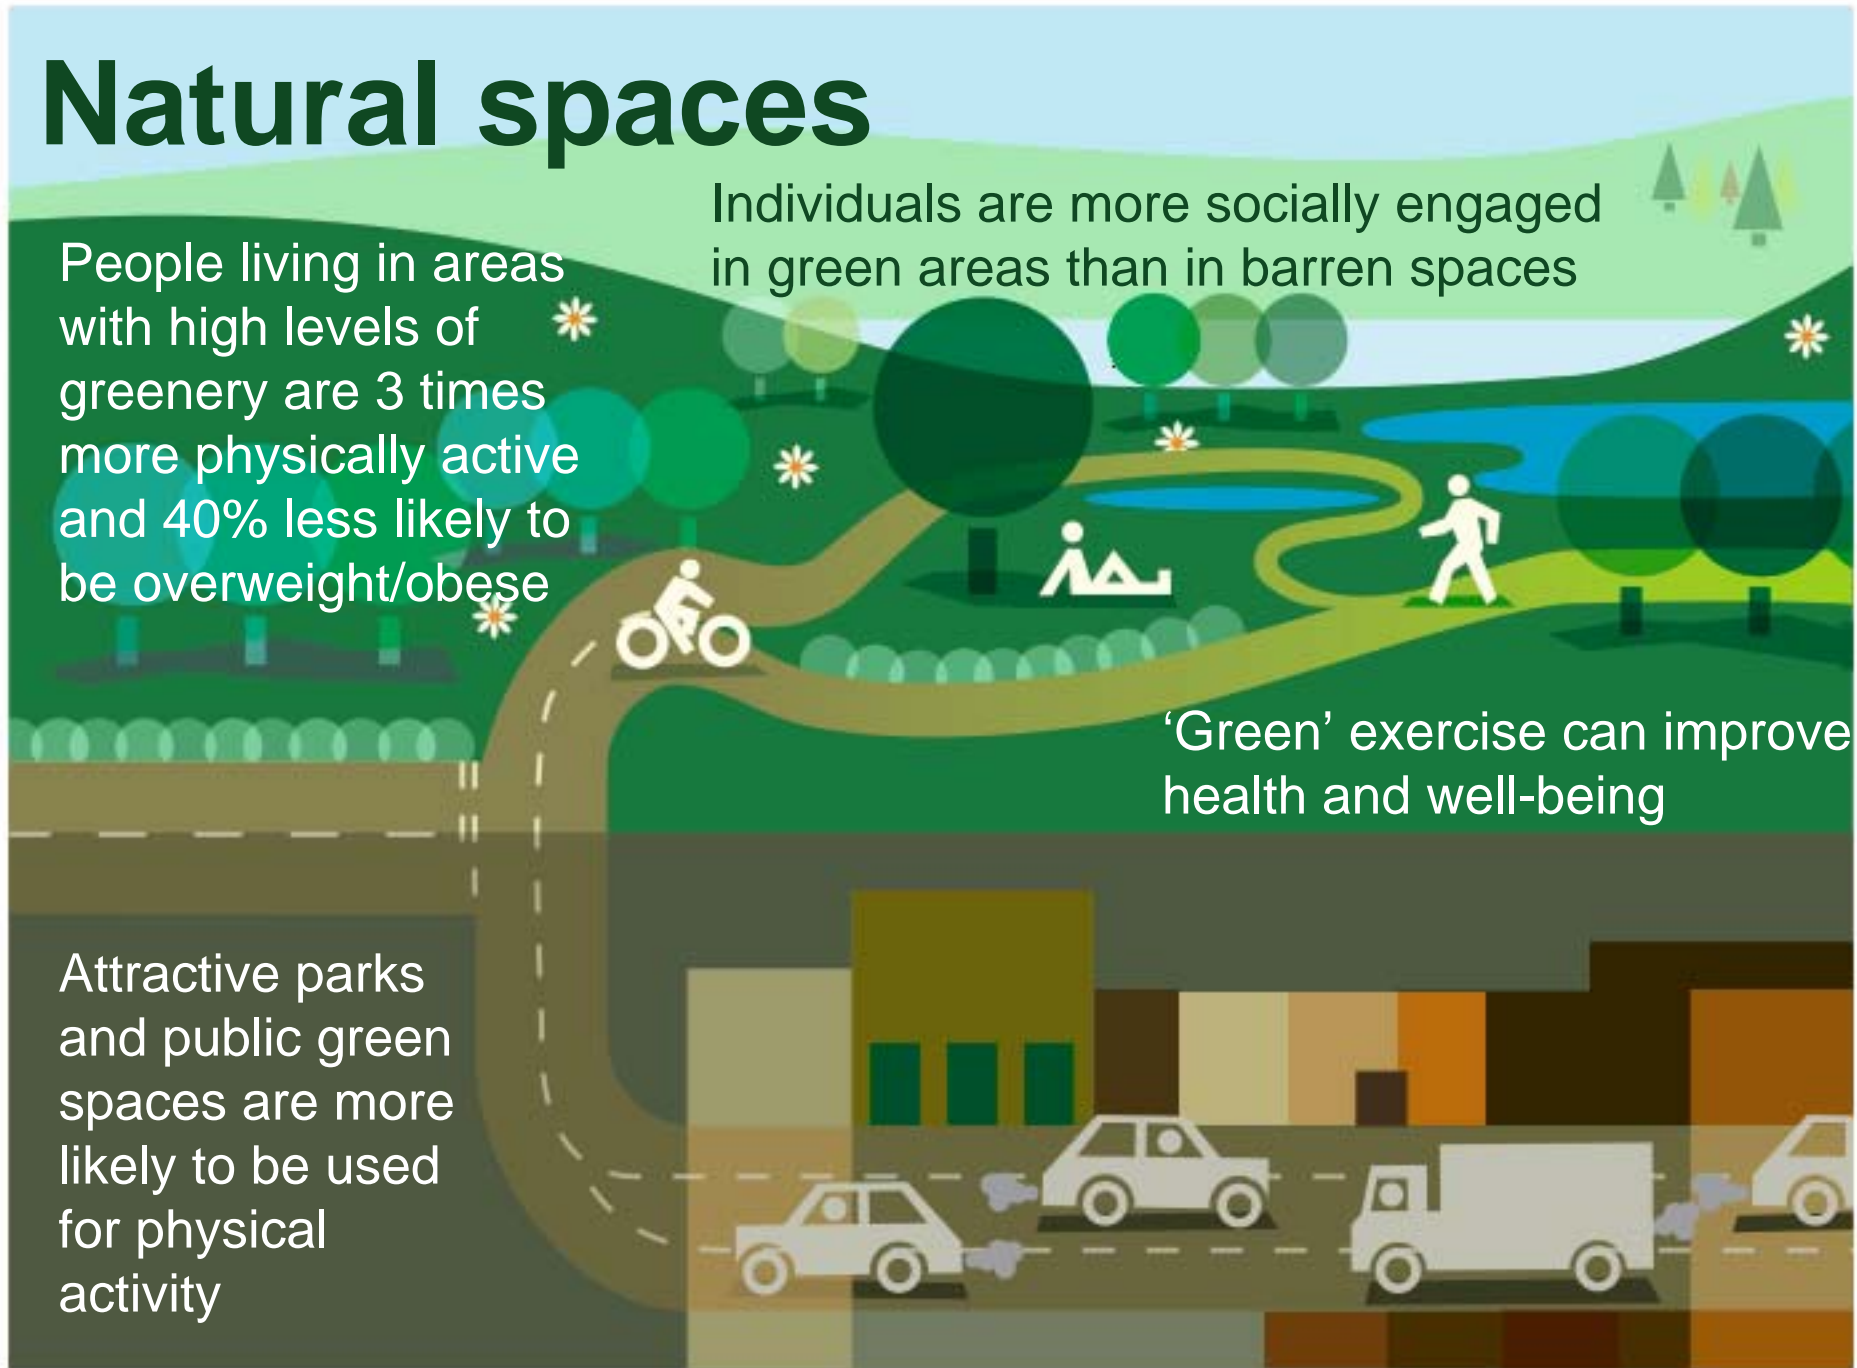 Natural spaces
Individuals are more socially engaged
in green areas than in barren spaces
People living in areas
with high levels of
greenery are 3 times
more physically active
and 40% less likely to
be overweight/obese
‘Green’ exercise can improve
health and well-being
Attractive parks
and public green
spaces are more
likely to be used
for physical
activity